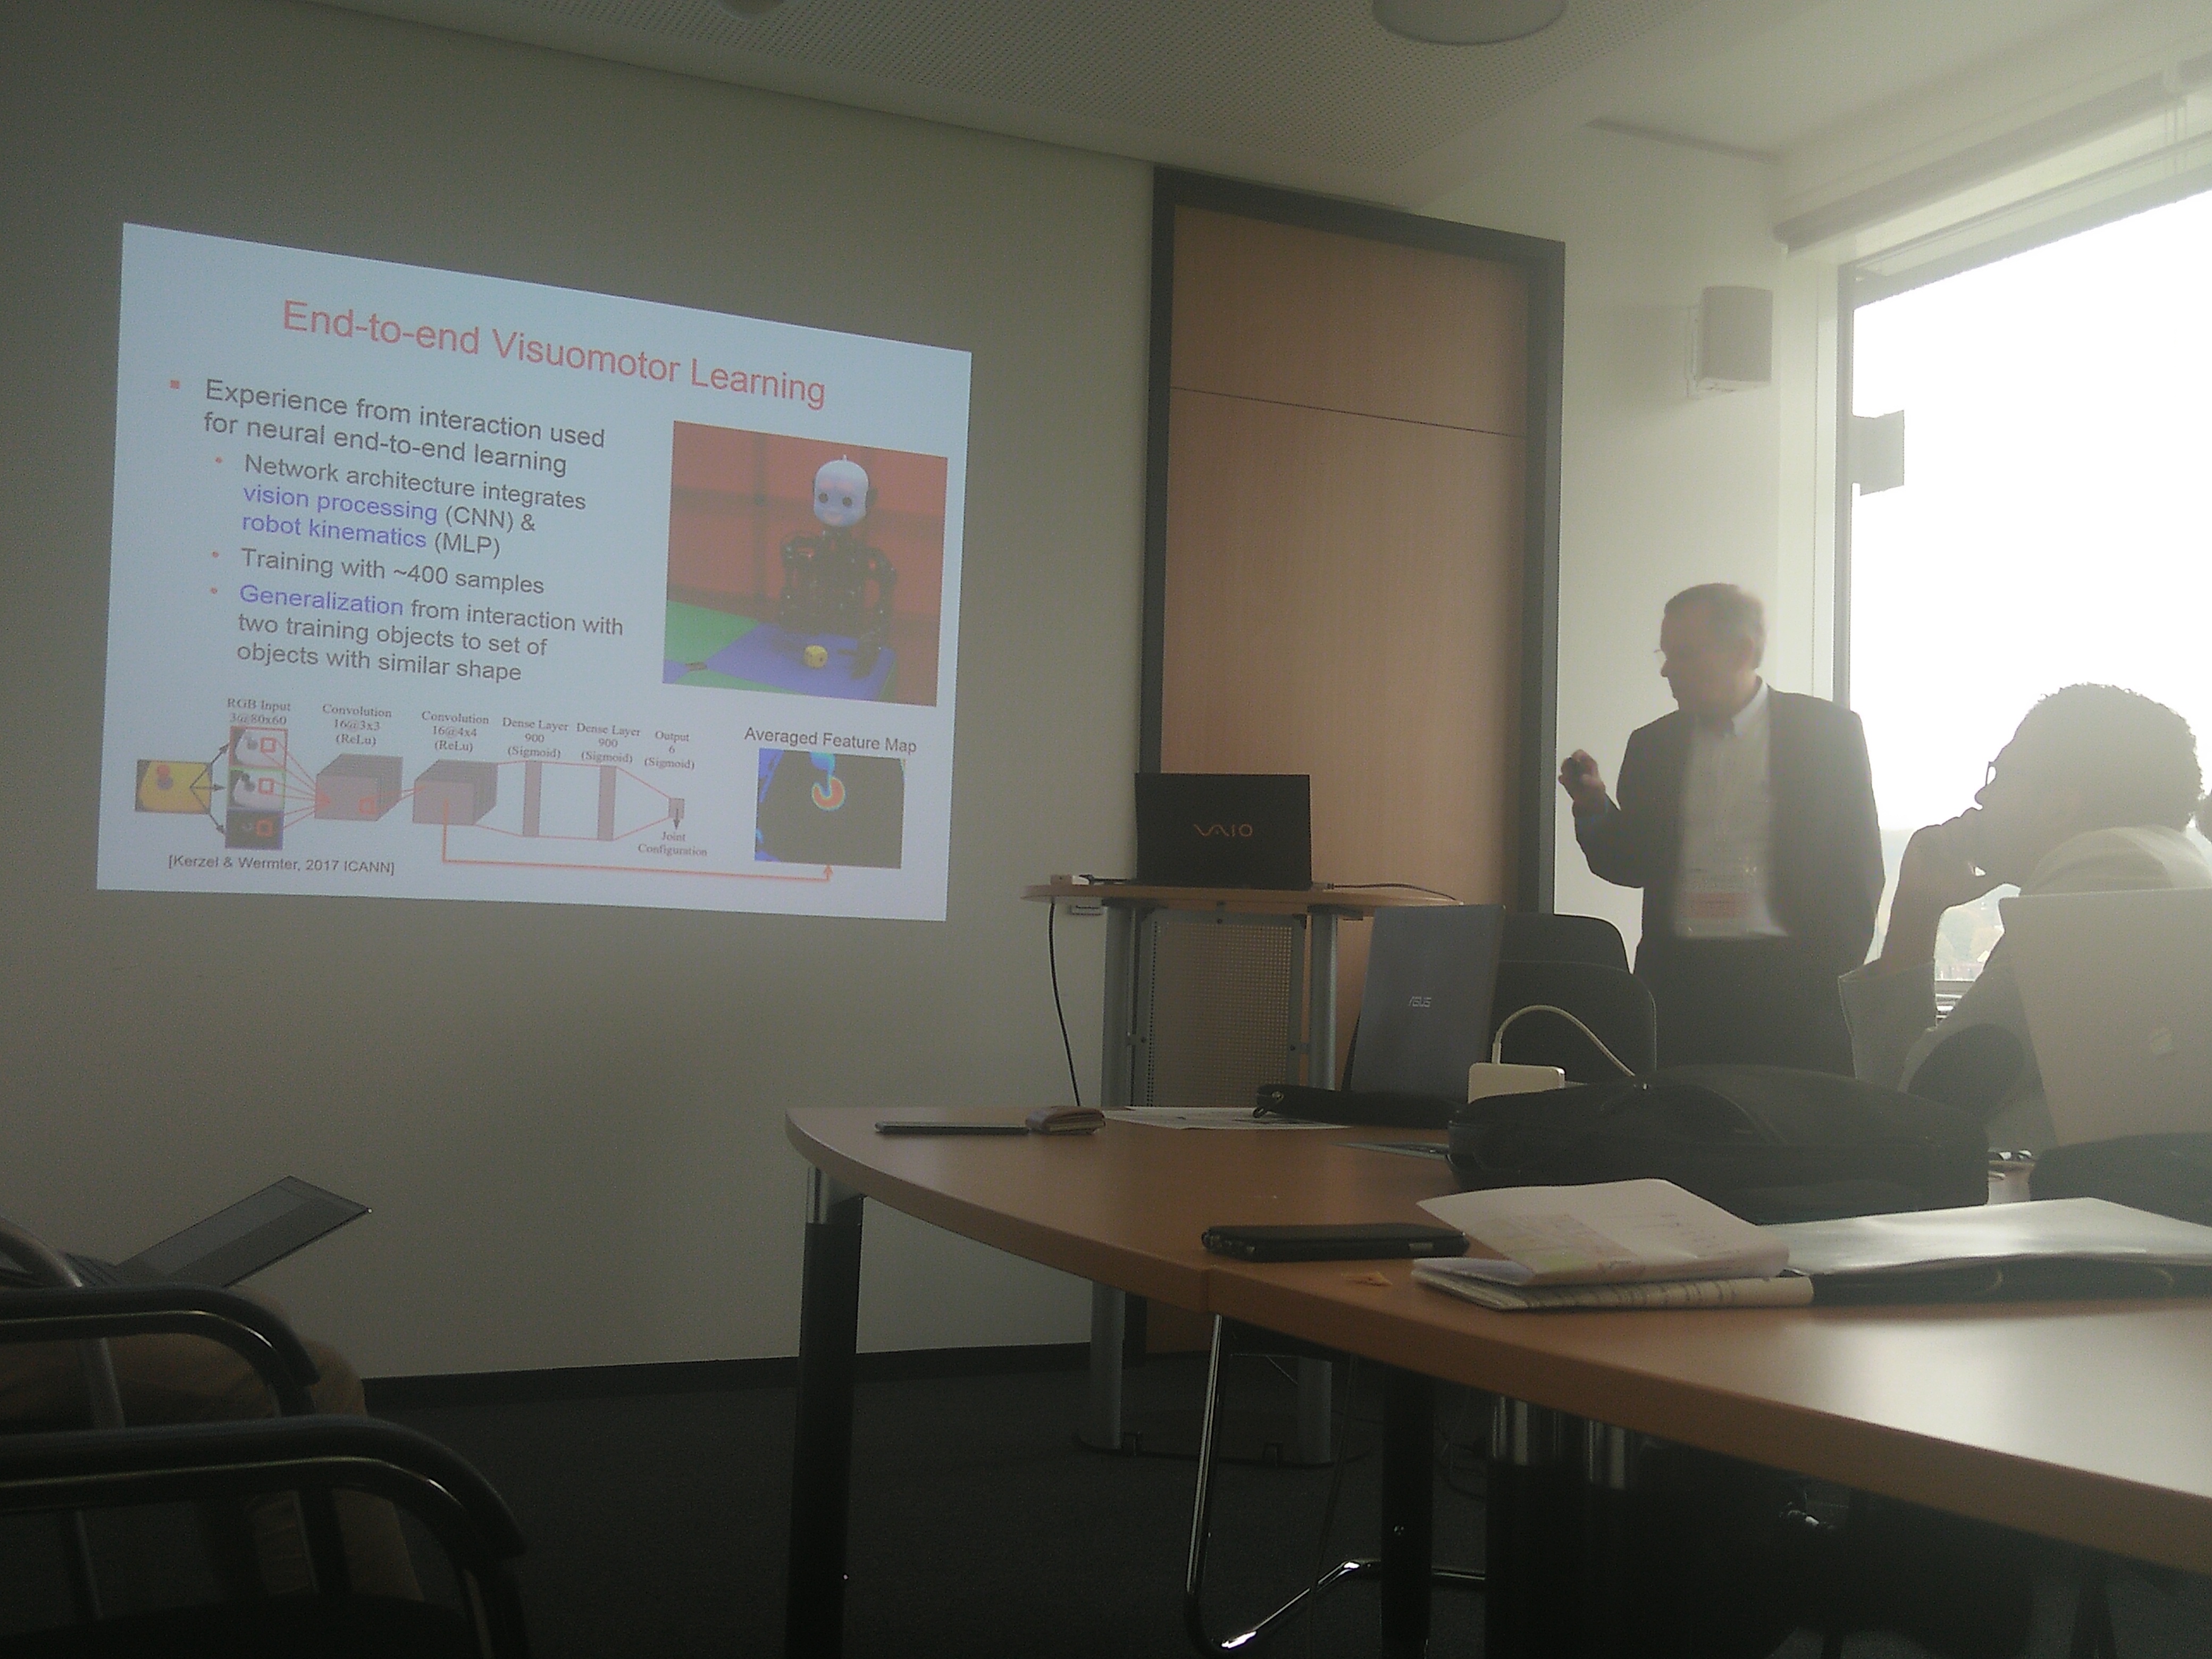 End-to-end Visuomotor Learning
Experience from interaction used
for neural end-to-end learning
Network architecture integrates
vision processing (CNN) &
robot kinematics (MLP)
Training with ~400 samples
Generalization from interaction with
two training objects to set of
objects with similar shape
RGB Input
3@80x60
Convolution
16@3x3
(ReLu)
Convolution
16@4x4
(ReLu)
Dense Layer
900
(Sigmoid)
Dense Layer
900
(Sigmoid)
Output
6
(Sigmoid)
Joint
Configuration
Averaged Feature Map
[Kerzel & Wermter, 2017 ICANN]
VAIO
ASUS